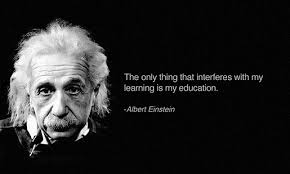 The only thing that interferes with my
learning is my education.
-Albert Einstein